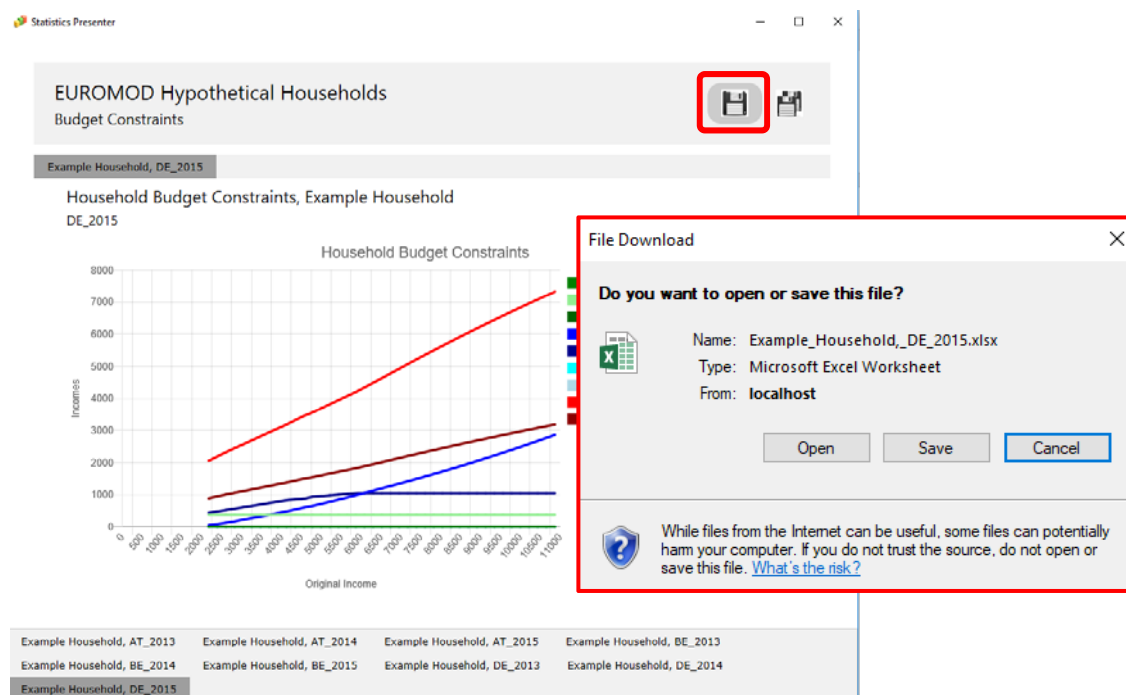 Statistics Presenter
EUROMOD Hypothetical Households
Budget Constraints
Example Household, DE_2015
Household Budget Constraints, Example Household
DE_2015
Household Budget Constraints
8000
7000
6000
5000
4000
3000
2000
1000
0
Incomes
0 500 1000 1500 2000 2500 3000 3500 4000 4500 5000 5500 6000 6500 7000 7500 8000 8500 9000 9500 10000 10500 11000
Original Income
File Download
Do you want to open or save this file?
Name: Example_Household,_DE_2015.xlsx
Type: Microsoft Excel Worksheet
From: localhost
Open Save Cancel
While files from the Internet can be useful, some files can potentially
harm your computer. If you do not trust the source, do not open or
save this file. What's the risk?
Example Household, AT_2013 Example Household, AT_2014 Example Household, AT_2015 Example Household, BE_2013
Example Household, BE_2014 Example Household, BE_2015 Example Household, DE_2013 Example Household, DE_2014
Example Household, DE_2015